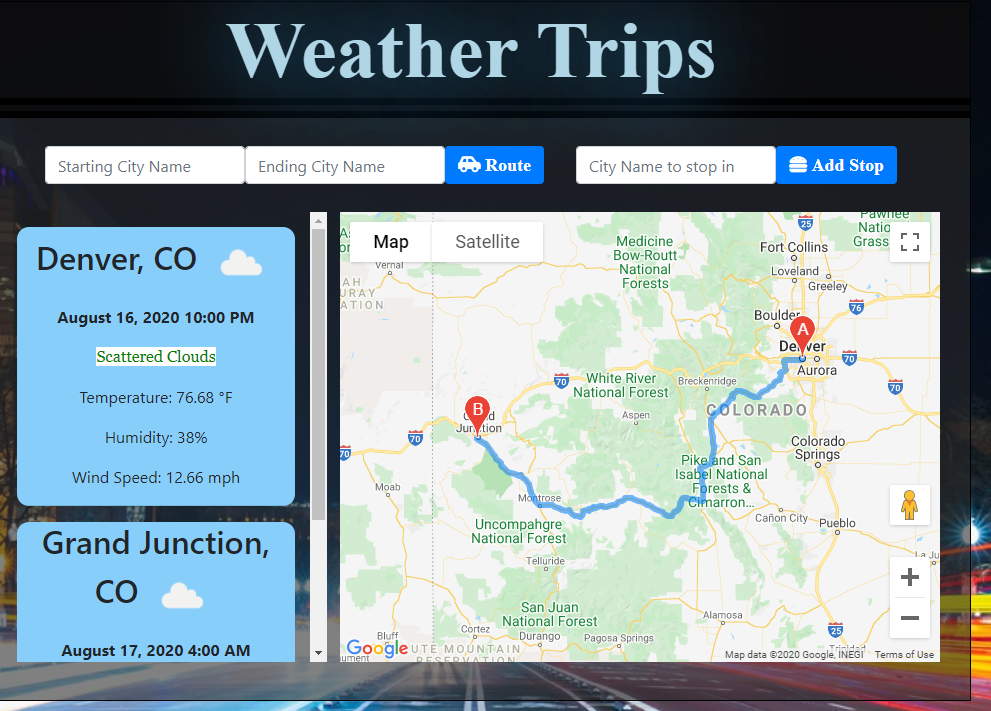 Weather Trips
Starting City Name
Ending City Name
Route
City Name to stop in
Add Stop
Denver, CO
August 16, 2020 10:00 PM
Scattered Clouds
Temperature: 76.68 °F
Humidity: 38%
Wind Speed: 12.66 mph
Grand Junction,
CO
August 17, 2020 4:00 AM
Map
Satellite
Vernal
Medicine
Bow-Routt
National
Forests
25
Fort Collins
Loveland
Greeley
76
Boulder
A
Denver
70
Aurora
70
70
White River
National Forest
Breckenridge
Aspen
COLORADO
B
Junction
70
70
Colorado
Springs
Pike and San
Isabel National
Forests &
Cimarron...
Moab
Montrose
Uncompahgre
National Forest
Cañon City
Pueblo
Telluride
San Juan
National Forest
Alamosa
25
Bluff
Cortez
Durango
Pagosa Springs
Trinidad
UTE MOUNTAIN
RESERVATION
Google
Map data ©2020 Google, INEGI
Terms of Use